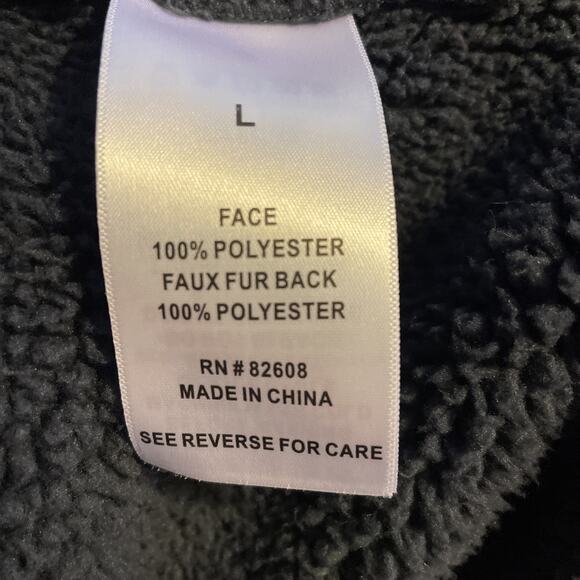 L
FACE
100% POLYESTER
FAUX FUR BACK
100% POLYESTER
RN # 82608
MADE IN CHINA
SEE REVERSE FOR CARE